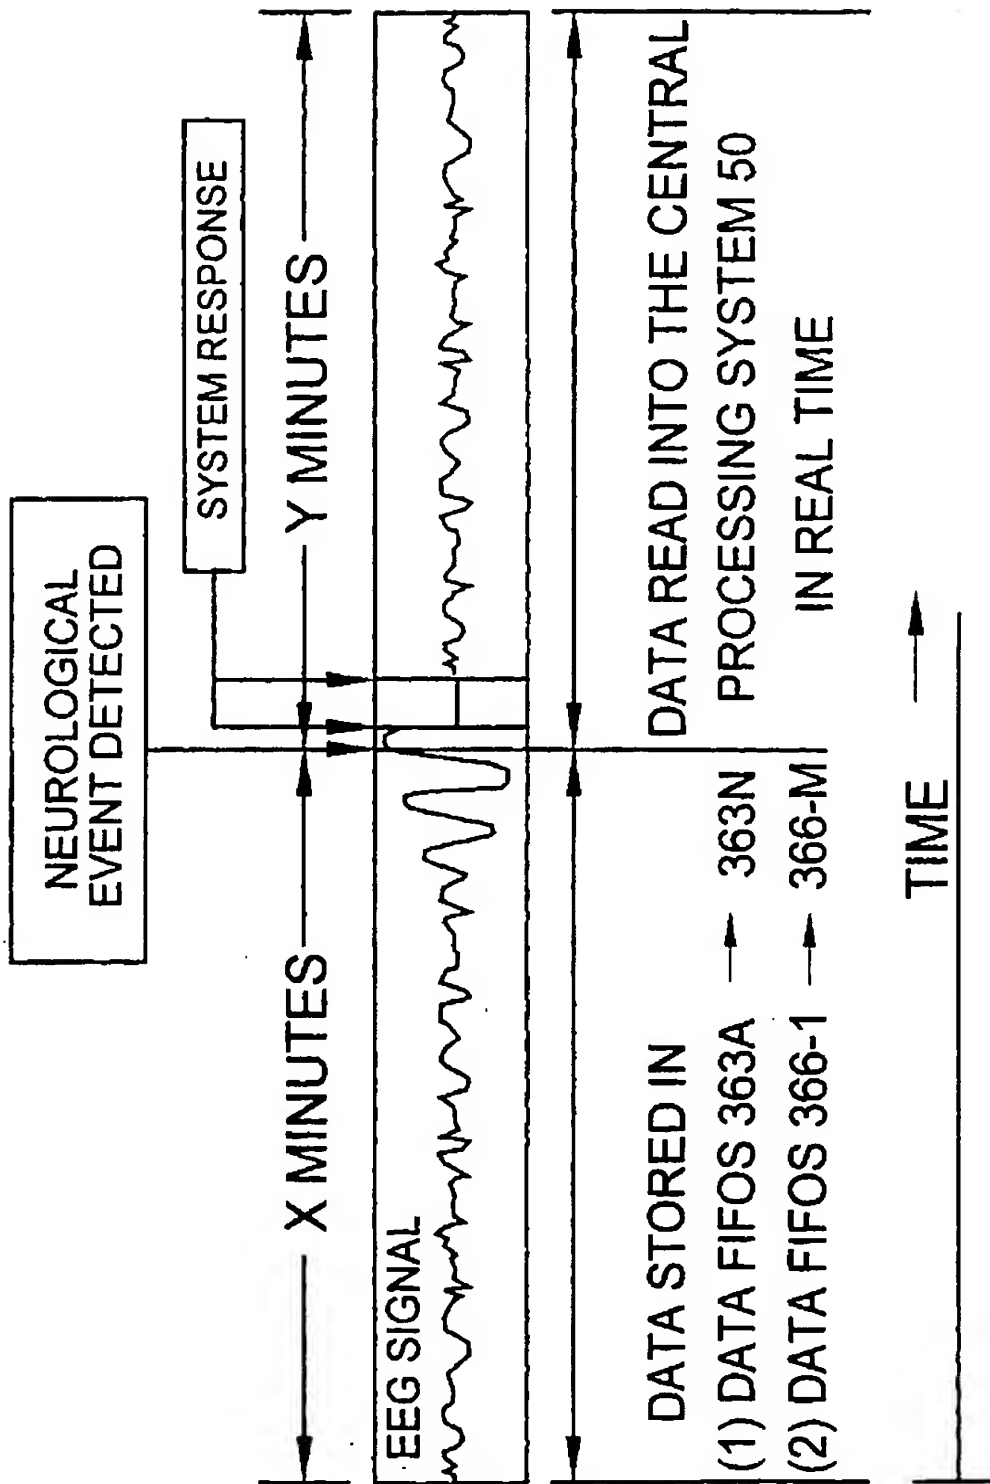 NEUROLOGICAL
EVENT DETECTED
SYSTEM RESPONSE
X MINUTES
Y MINUTES
EEG SIGNAL
DATA STORED IN
(1) DATA FIFOS 363A → 363N
(2) DATA FIFOS 366-1 → 366-M
DATA READ INTO THE CENTRAL
PROCESSING SYSTEM 50
IN REAL TIME
TIME →